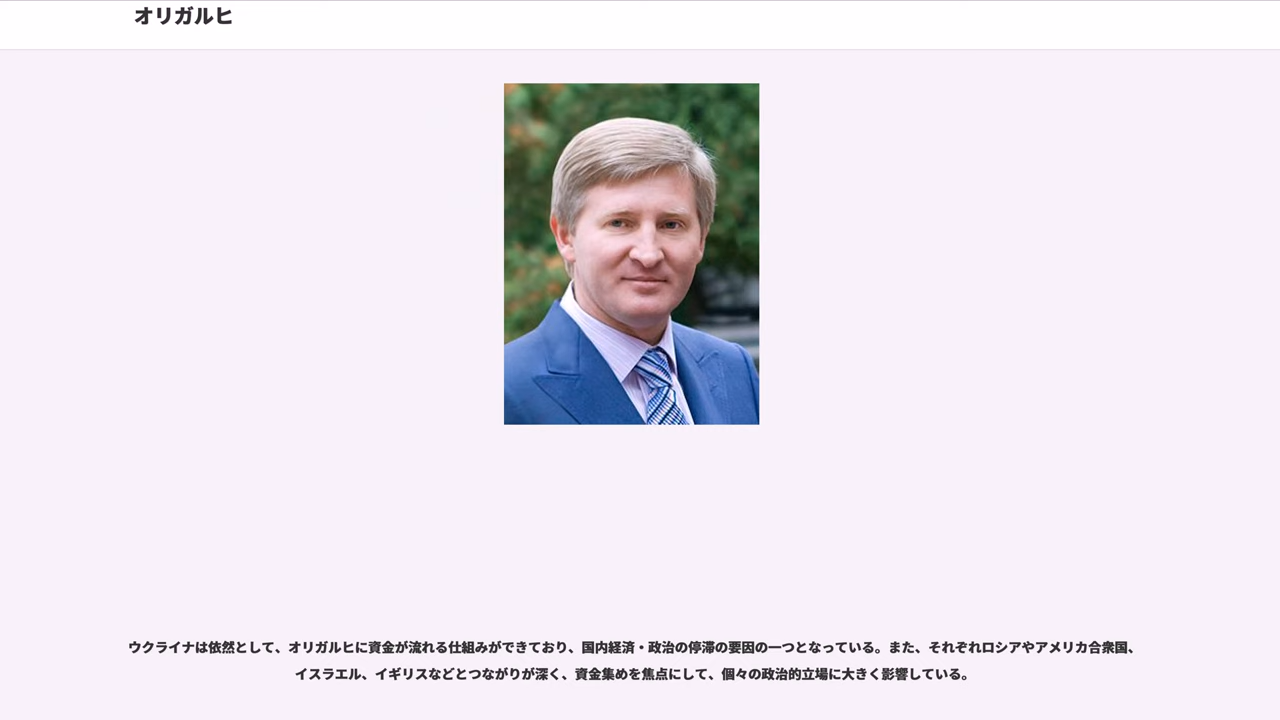 オリガルヒ
ウクライナは依然として、オリガルヒに資金が流れる仕組みができており、国内経済・政治の停滞の要因の一つとなっている。また、それぞれロシアやアメリカ合衆国、
イスラエル、イギリスなどとつながりが深く、資金集めを焦点にして、個々の政治的立場に大きく影響している。